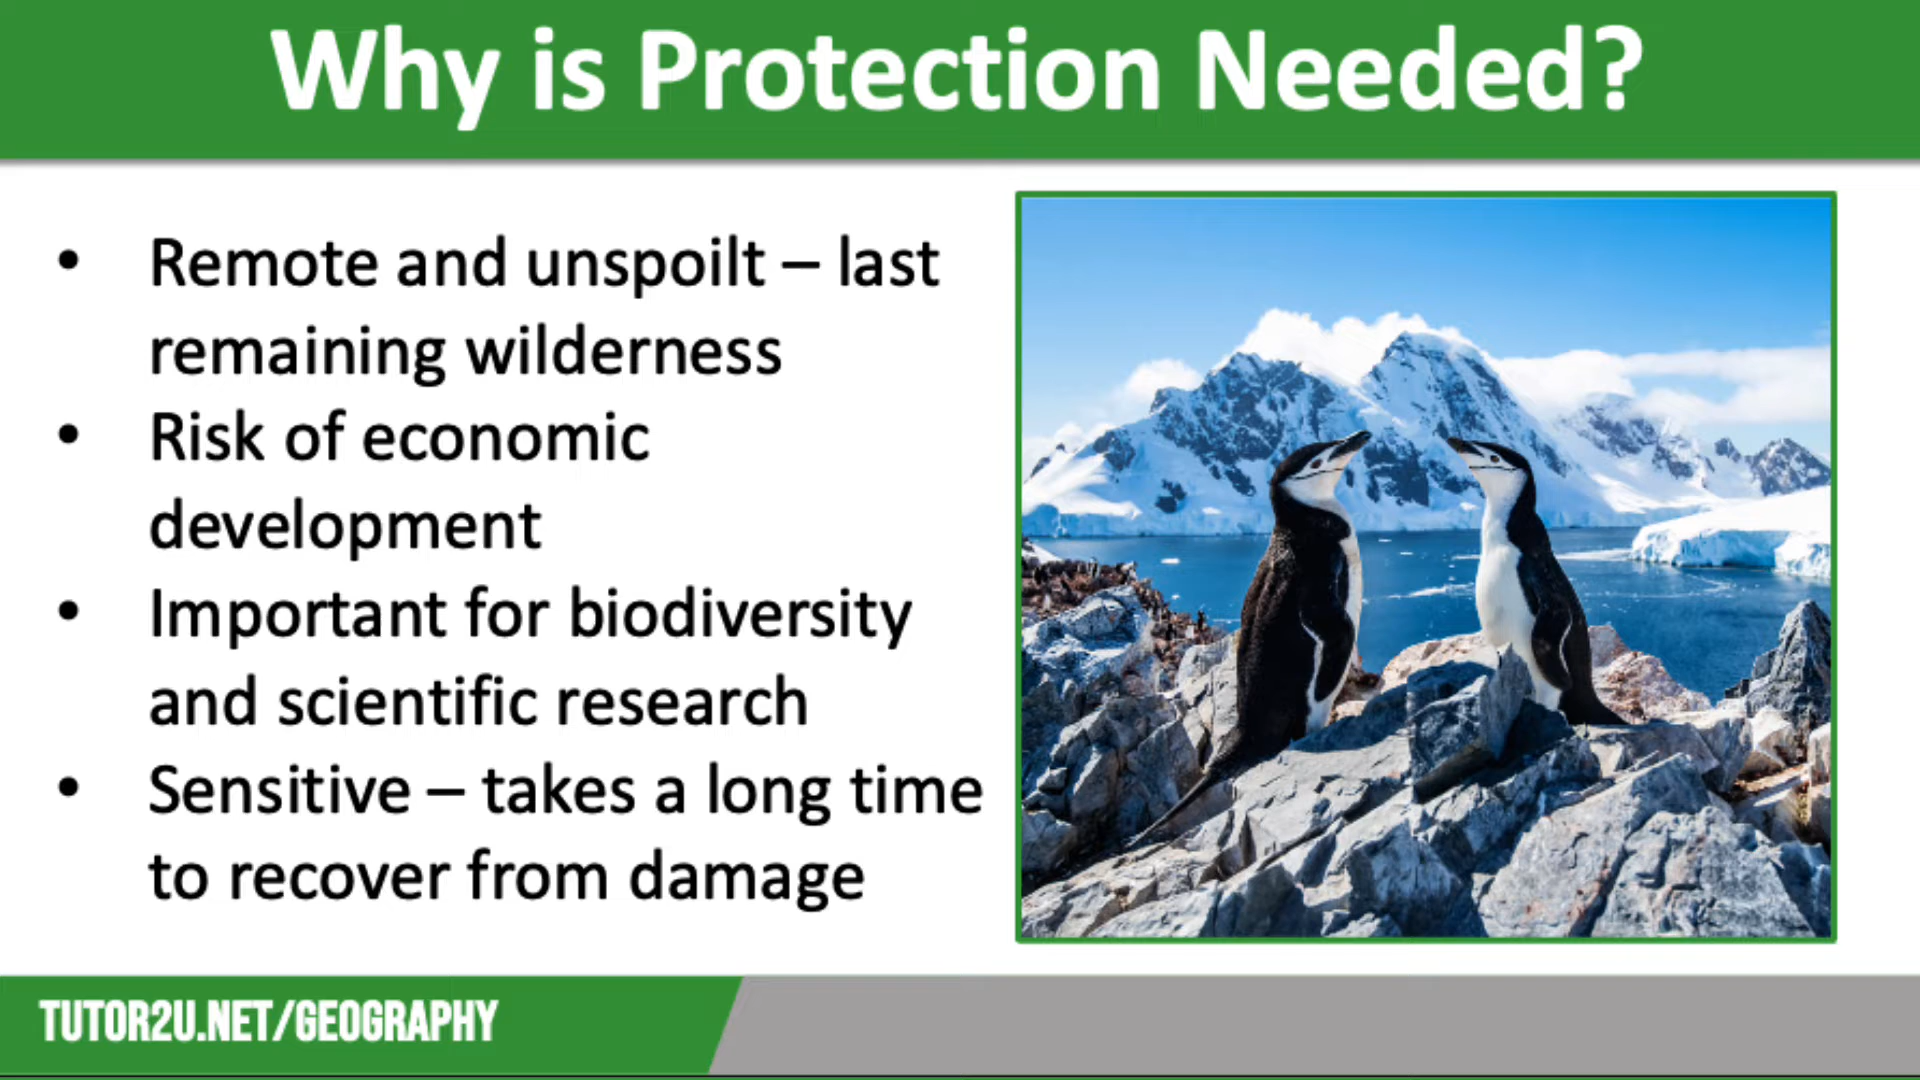 Why is Protection Needed?
• Remote and unspoilt – last
remaining wilderness
• Risk of economic
development
• Important for biodiversity
and scientific research
• Sensitive – takes a long time
to recover from damage
TUTOR2U.NET/GEOGRAPHY